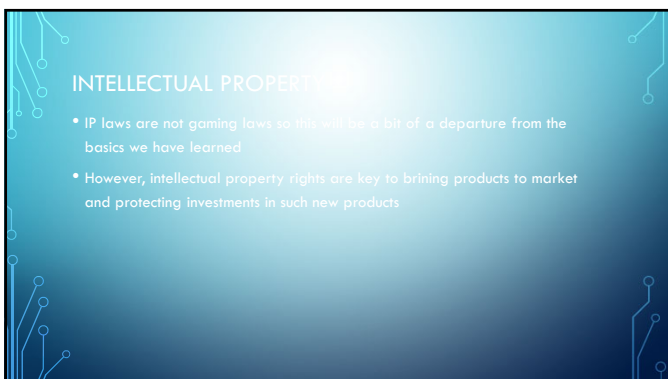 INTELLECTUAL PROPERTY
• IP laws are not gaming laws so this will be a bit of a departure from the
basics we have learned
• However, intellectual property rights are key to brining products to market
and protecting investments in such new products